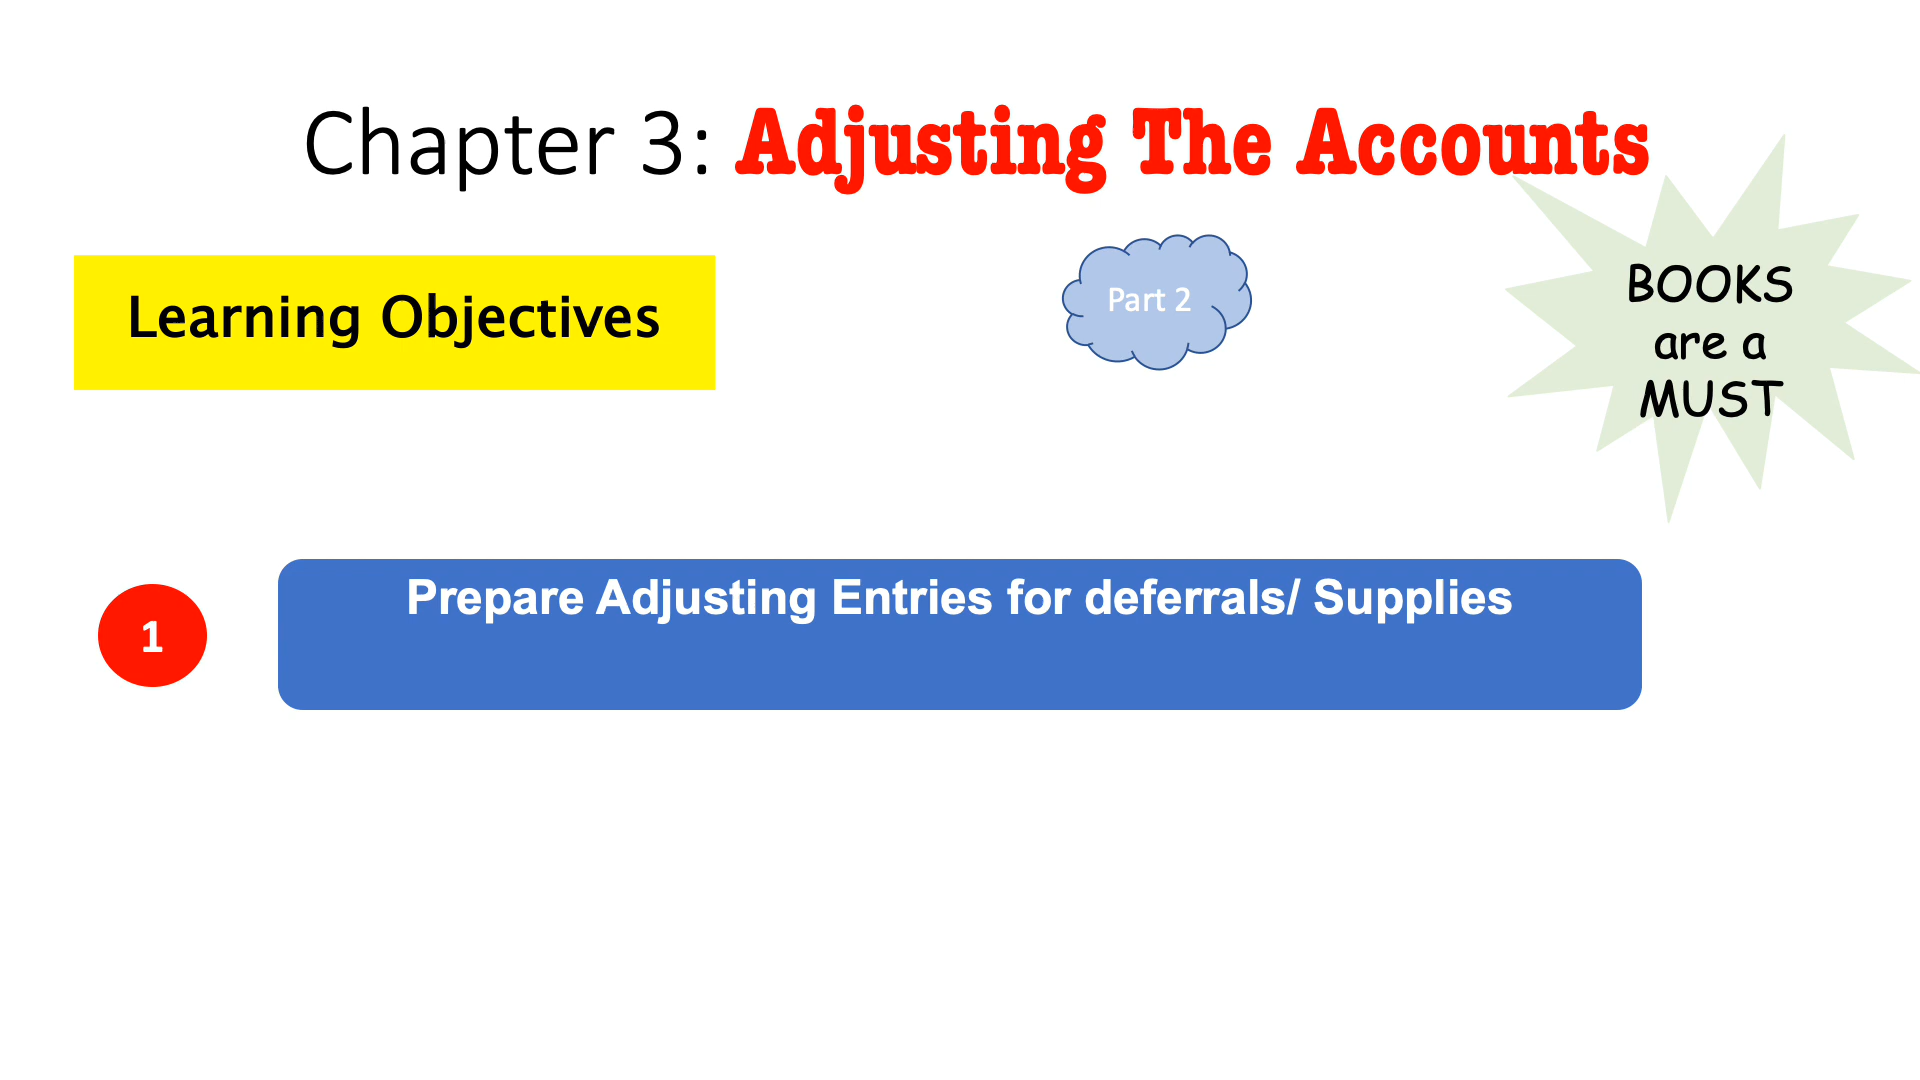 Chapter 3: Adjusting The Accounts
Learning Objectives
Part 2
BOOKS
are a
MUST
1
Prepare Adjusting Entries for deferrals/ Supplies